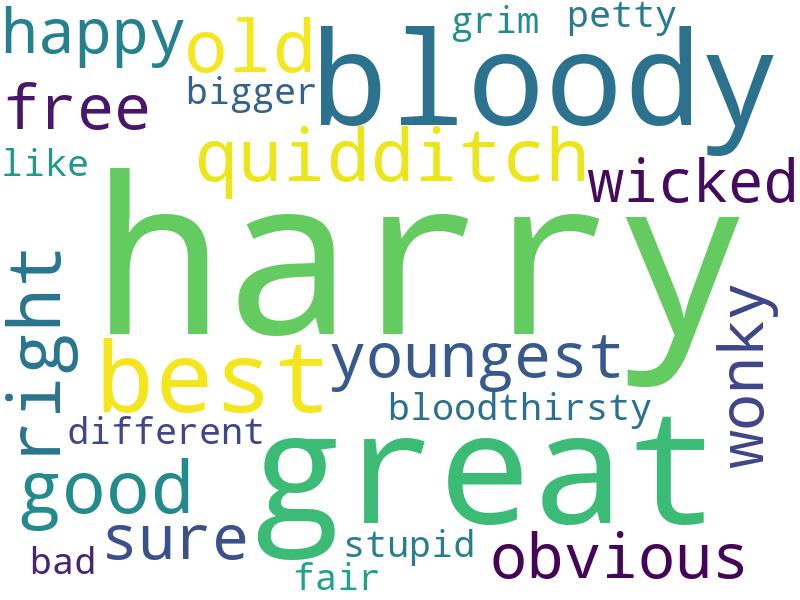 happy
old
grim
petty
bloody
free
bigger
like
quidditch
wicked
harry
right
wonky
best
youngest
bloodthirsty
different
great
good
sure
stupid
obvious
bad
fair